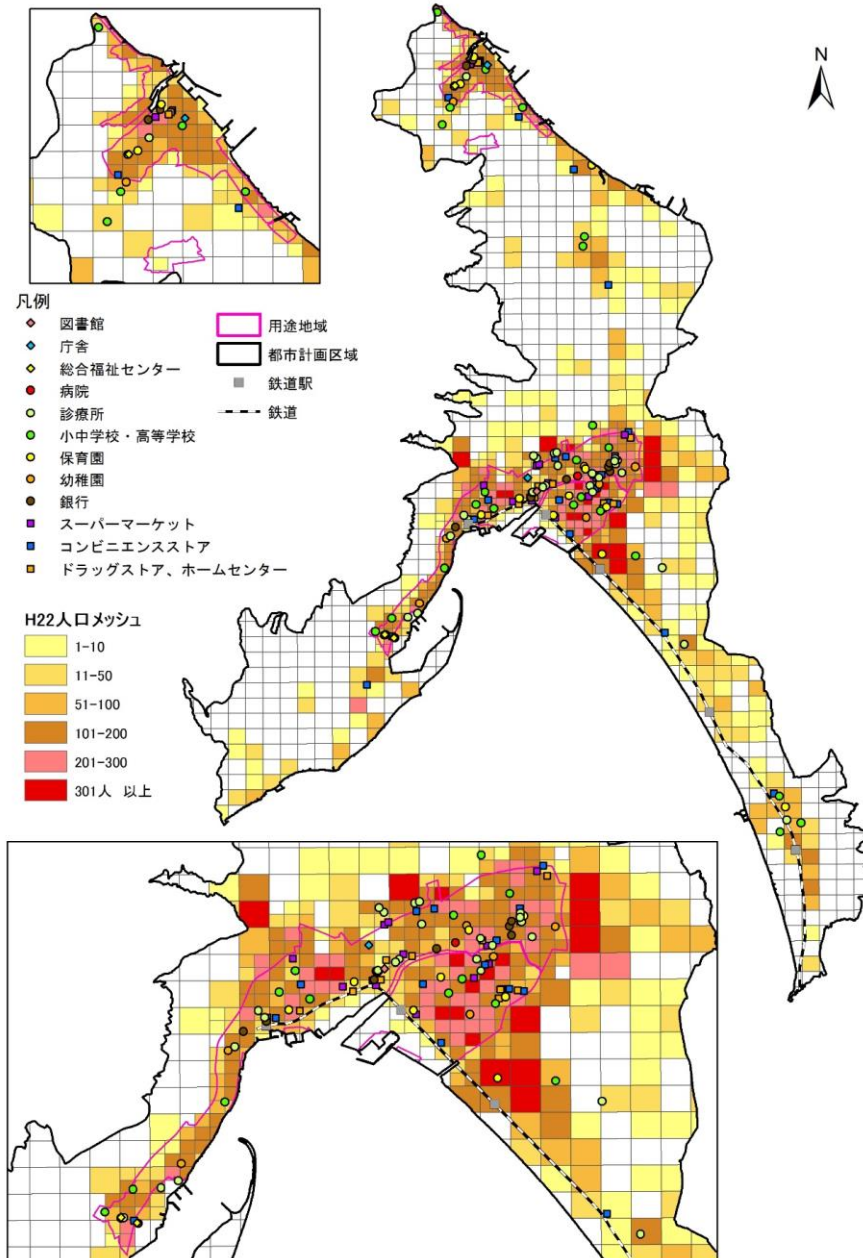 N
凡例
図書館
庁舎
総合福祉センター
病院
診療所
小中学校・高等学校
保育園
幼稚園
銀行
スーパーマーケット
コンビニエンスストア
ドラッグストア、ホームセンター
用途地域
都市計画区域
鉄道駅
鉄道
H22人口メッシュ
1-10
11-50
51-100
101-200
201-300
301人 以上